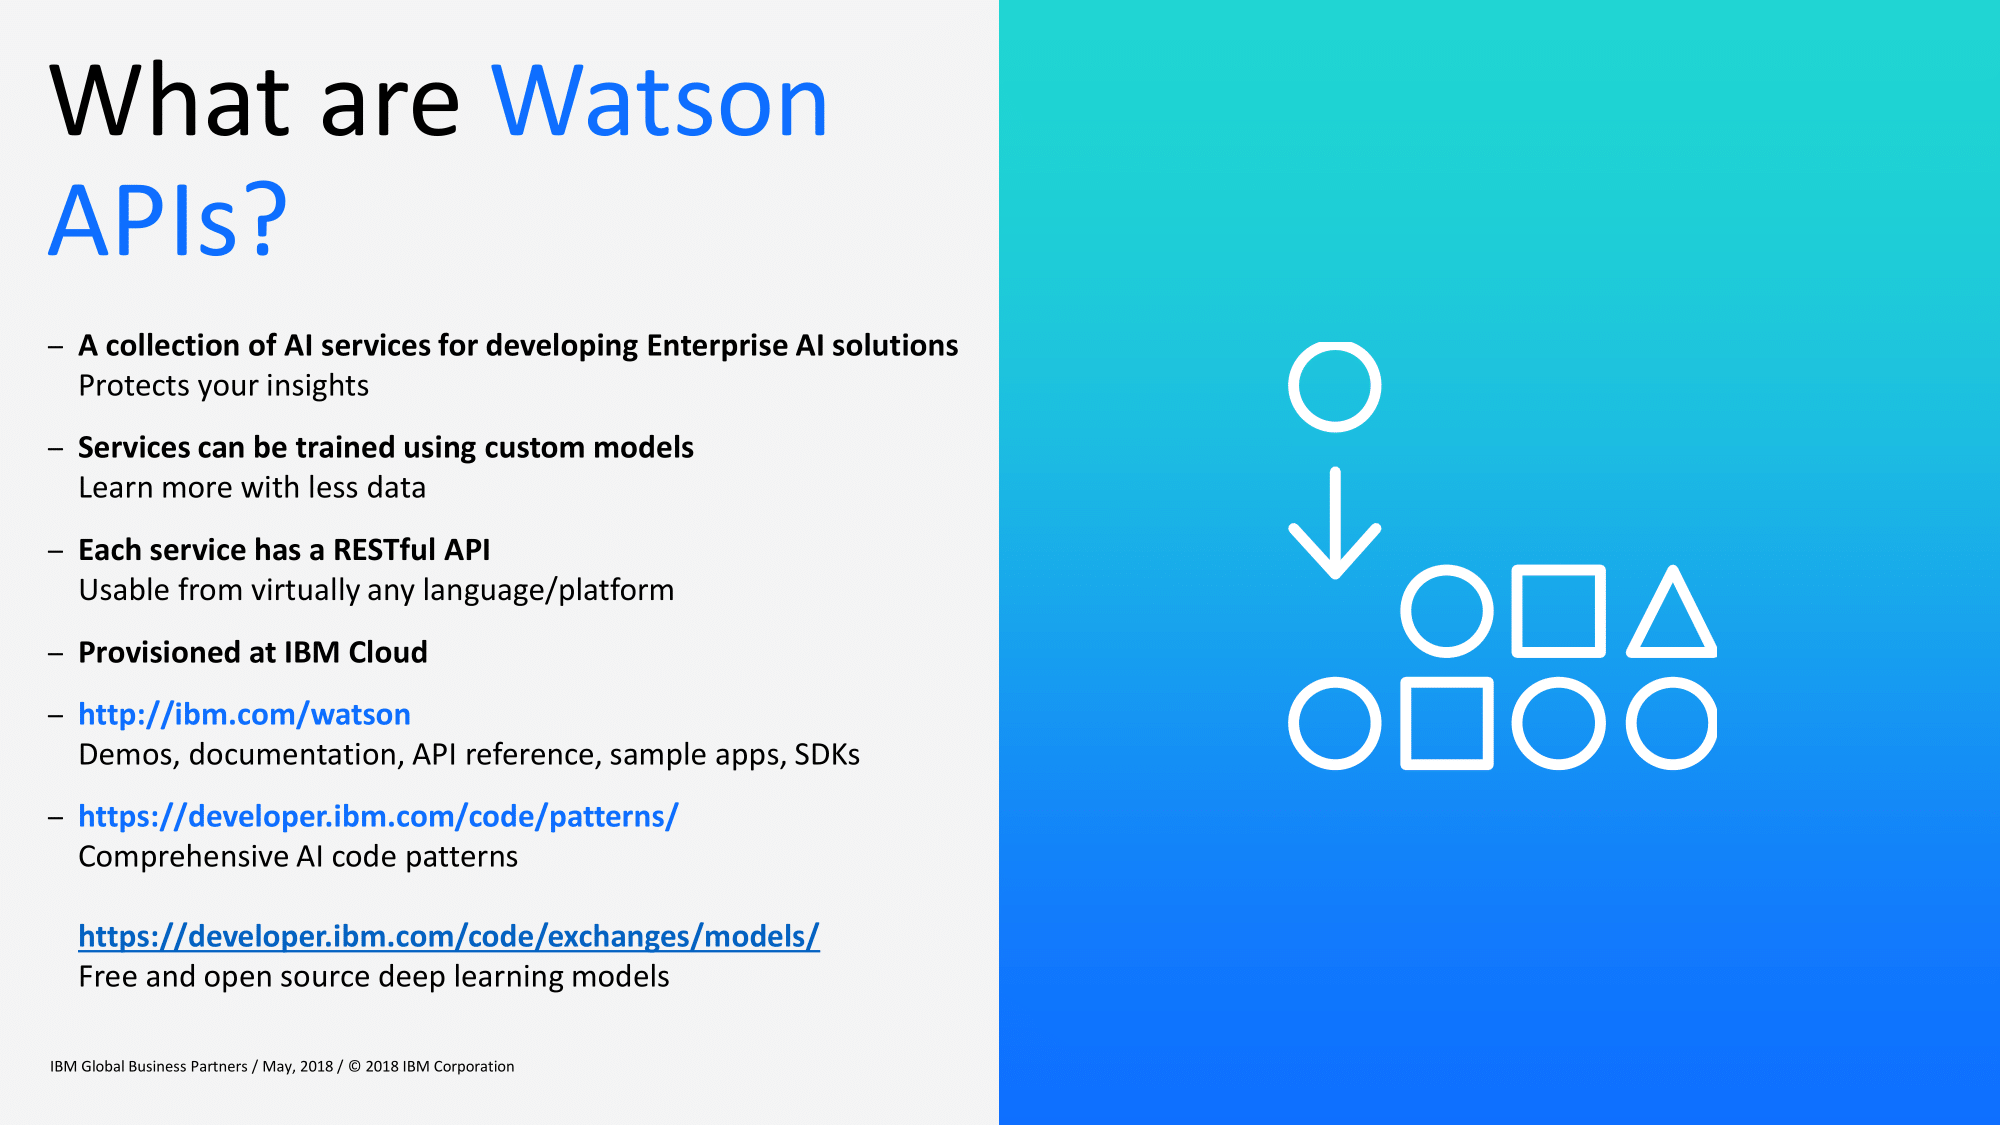 What are Watson
APIs?
– A collection of AI services for developing Enterprise AI solutions
Protects your insights
– Services can be trained using custom models
Learn more with less data
– Each service has a RESTful API
Usable from virtually any language/platform
– Provisioned at IBM Cloud
– http://ibm.com/watson
Demos, documentation, API reference, sample apps, SDKs
– https://developer.ibm.com/code/patterns/
Comprehensive AI code patterns
https://developer.ibm.com/code/exchanges/models/
Free and open source deep learning models
IBM Global Business Partners / May, 2018 / © 2018 IBM Corporation